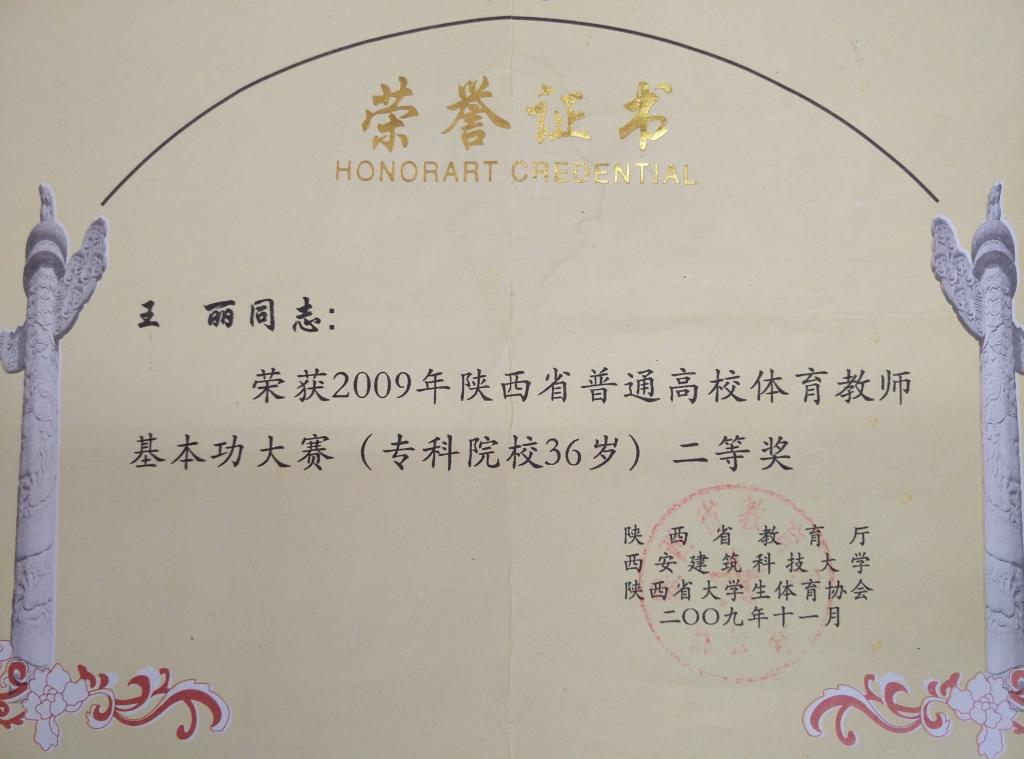 荣誉证书
HONORART CREDENTIAL
王 丽同志:
荣获2009年陕西省普通高校体育教师
基本功大赛（专科院校36岁）二等奖
陕西省教育厅
西安建筑科技大学
陕西省大学生体育协会
二〇〇九年十一月